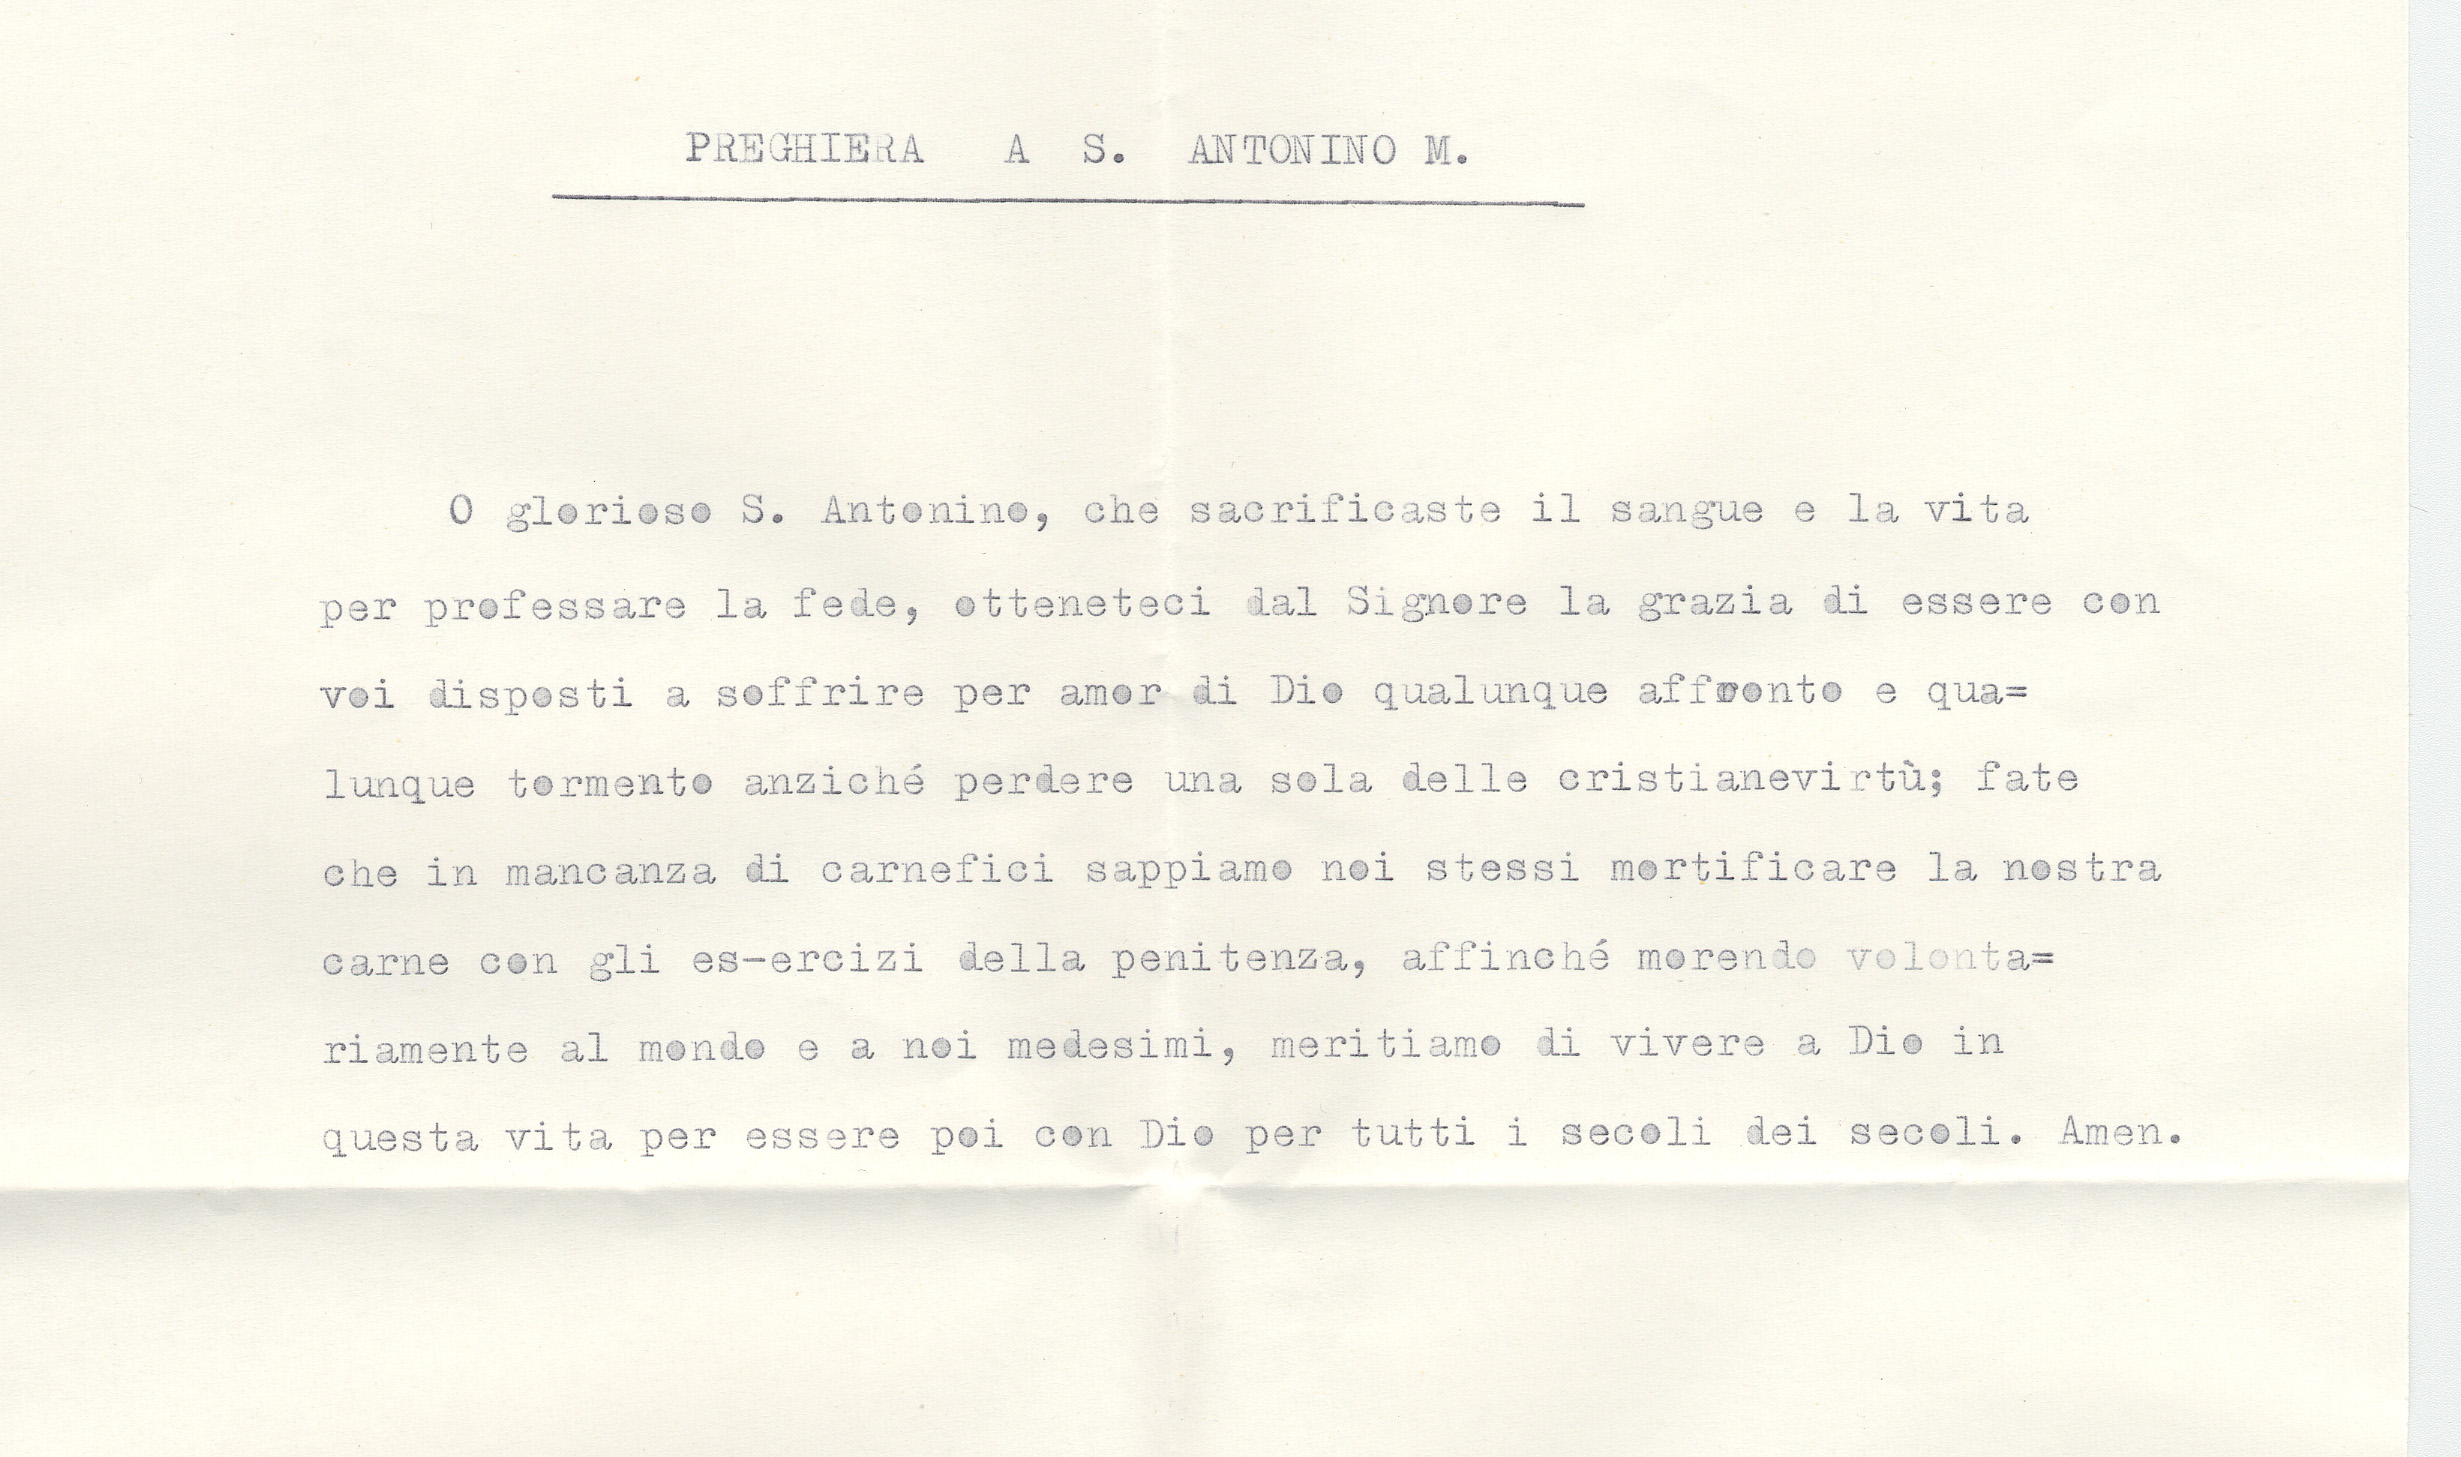 PREGHIERA A S. ANTONINO M.
O glorioso S. Antonino, che sacrificaste il sangue e la vita
per professare la fede, otteneteci dal Signore la grazia di essere con
voi disposti a soffrire per amor di Dio qualunque affronto e qua=
lunque tormento anziché perdere una sola delle cristianevirtù; fate
che in mancanza di carnefici sappiamo noi stessi mortificare la nostra
carne con gli es-ercizi della penitenza, affinché morendo volonta=
riamente al mondo e a noi medesimi, meritiamo di vivere a Dio in
questa vita per essere poi con Dio per tutti i secoli dei secoli. Amen.